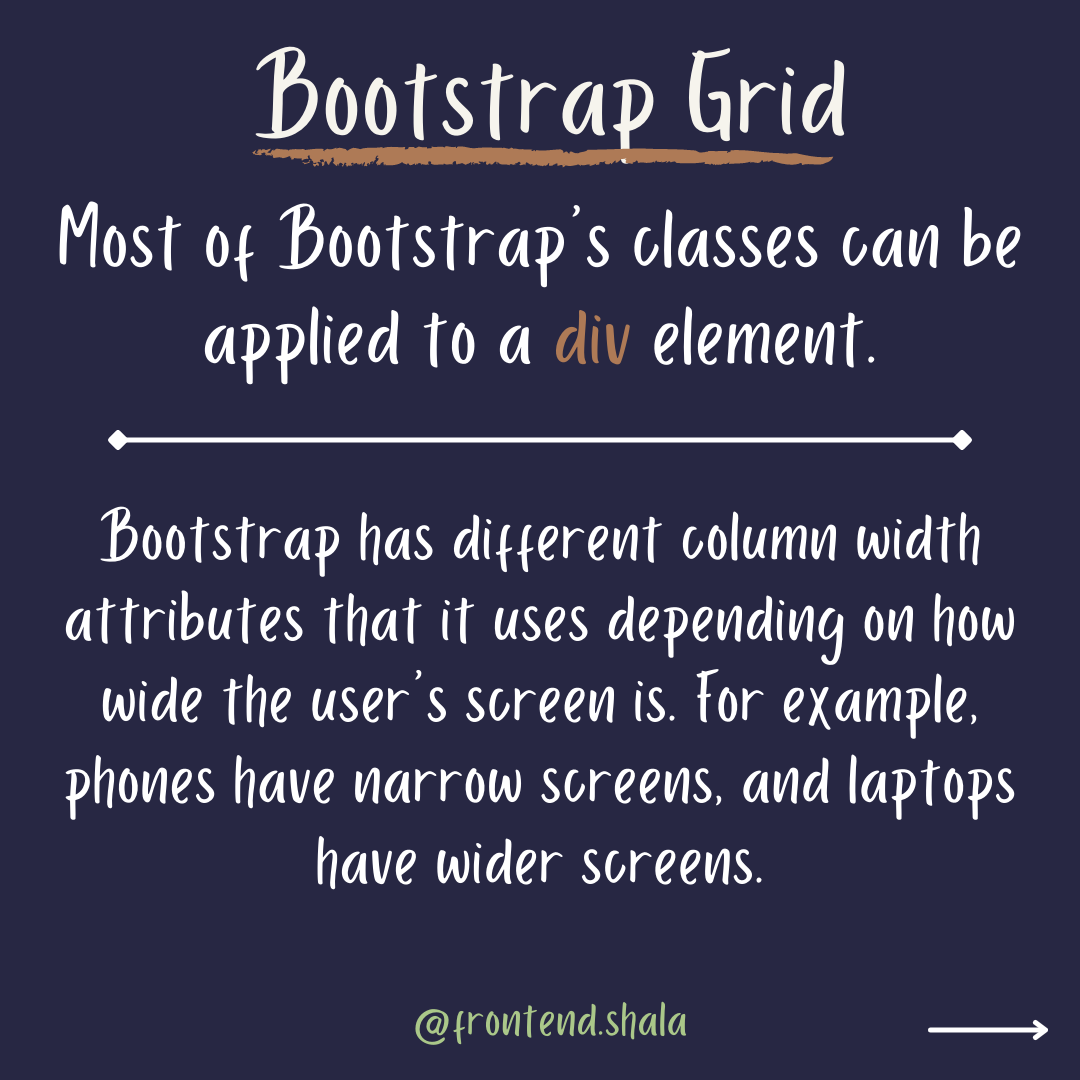 Bootstrap Grid
Most of Bootstrap's classes can be
applied to a div element.
Bootstrap has different column width
attributes that it uses depending on how
wide the user's screen is. For example,
phones have narrow screens, and laptops
have wider screens.
@frontend.shala